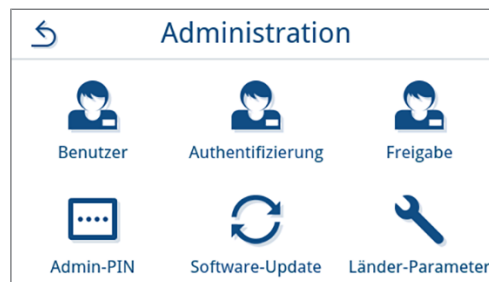 Administration
Benutzer Authentifizierung Freigabe
Admin-PIN Software-Update Länder-Parameter